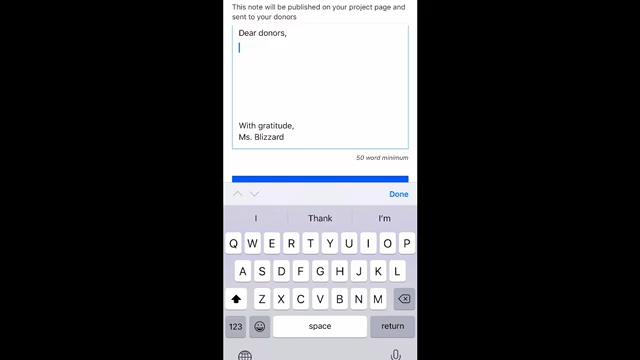 This note will be published on your project page and
sent to your donors
Dear donors,
With gratitude,
Ms. Blizzard
50 word minimum
Done
I Thank I'm
Q W E R T Y U I O P
A S D F G H J K L
Z X C V B N M
123 space return